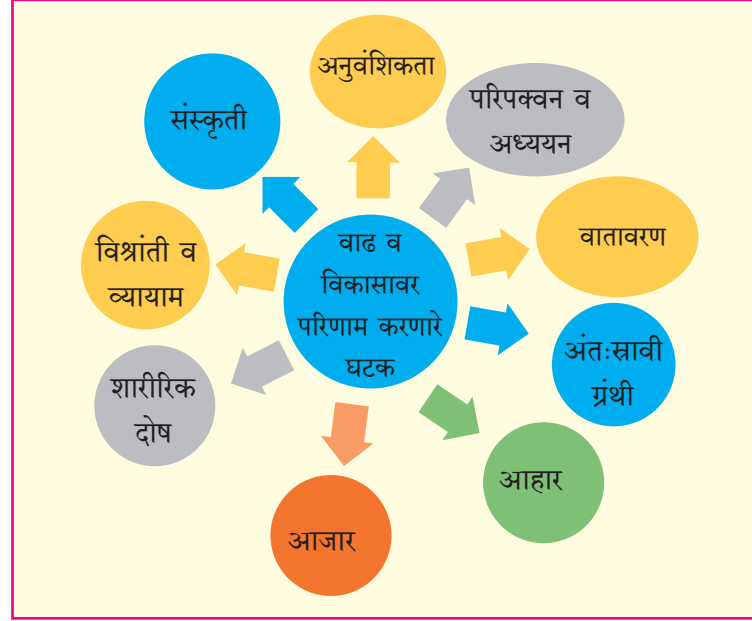 अनुवंशिकता
परिपक्वन व
अध्ययन
वातावरण
अंतःस्रावी
ग्रंथी
आहार
आजार
शारीरिक
दोष
विश्रांती व
व्यायाम
संस्कृती
वाढ व
विकासावर
परिणाम करणारे
घटक